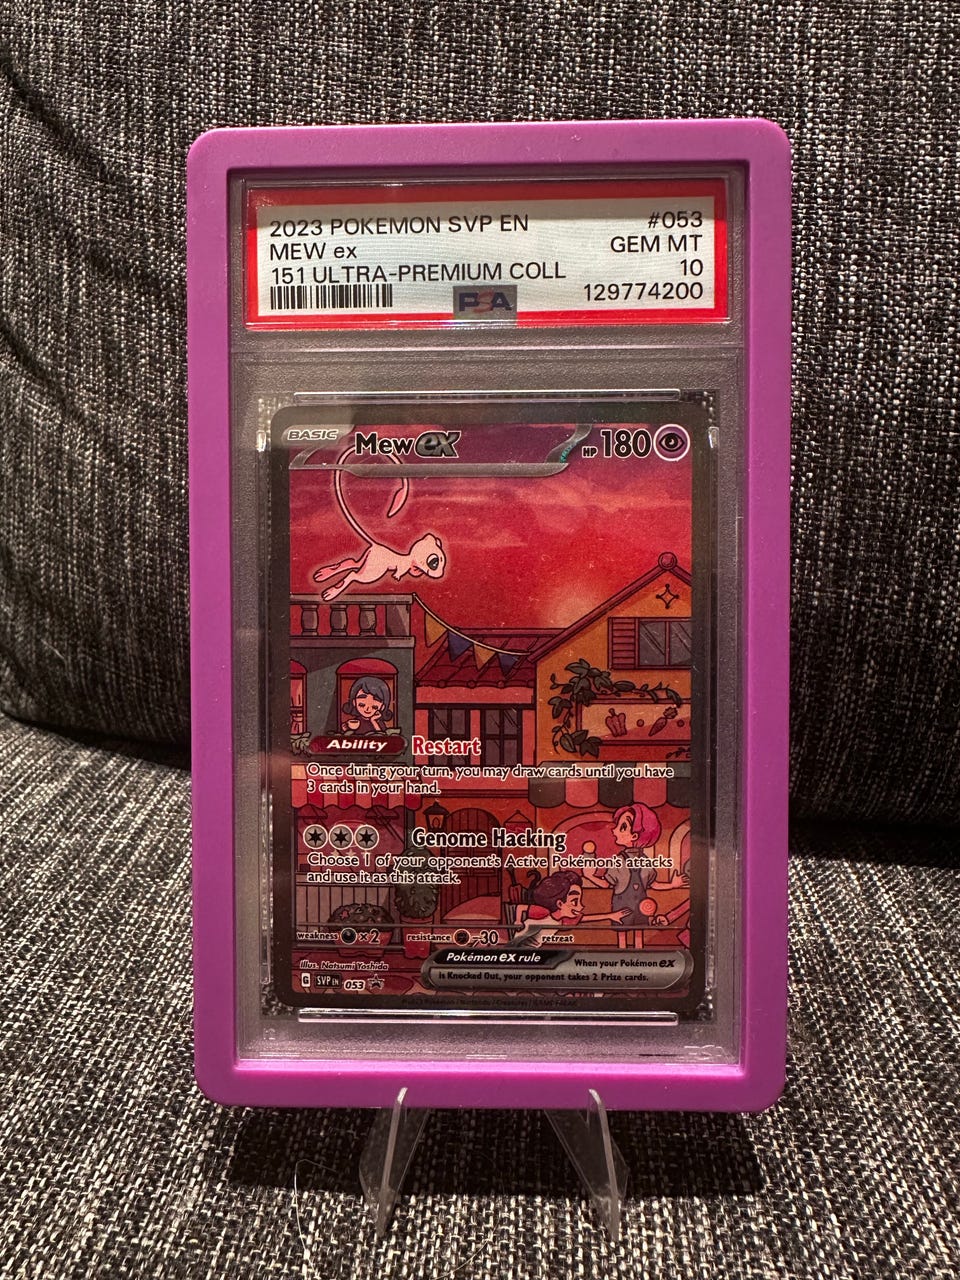 2023 POKEMON SVP EN #053
MEW ex GEM MT
151 ULTRA-PREMIUM COLL 10
PSA 129774200
BASIC Mew ex HP 180
Ability Restart
Once during your turn, you may draw cards until you have
3 cards in your hand.
Genome Hacking
Choose 1 of your opponent's Active Pokémon's attacks
and use it as this attack.
weakness ×2 resistance -30 retreat
Pokémon ex rule When your Pokémon ex
is Knocked Out, your opponent takes 2 Prize cards.
Illus. Natsumi Yoshida
G SVP EN 053